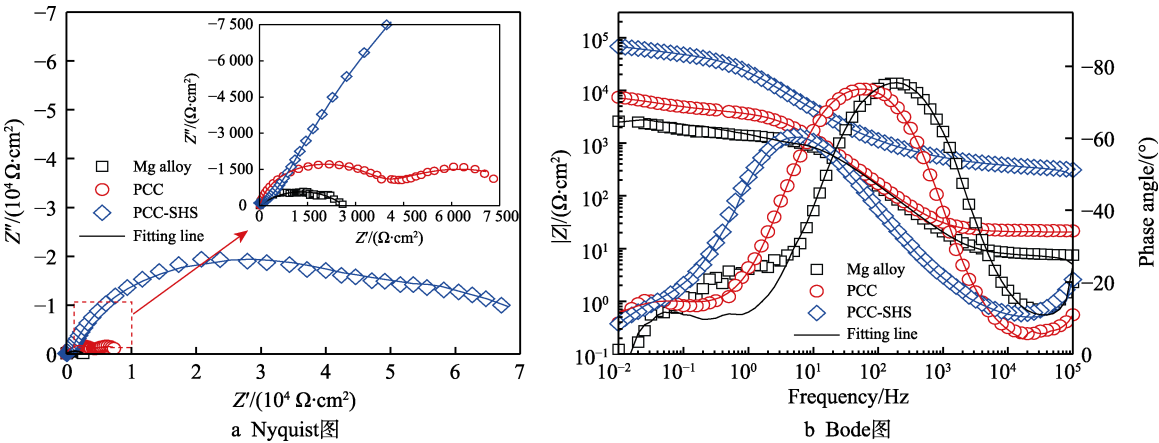 −7
−6
−5
−4
−3
−2
−1
0
Z″/(10⁴ Ω·cm²)
0 1 2 3 4 5 6 7
Z′/(10⁴ Ω·cm²)
Mg alloy
PCC
PCC-SHS
Fitting line
−7 500
−6 000
−4 500
−3 000
−1 500
0
Z″/(Ω·cm²)
0 1 500 3 000 4 500 6 000 7 500
Z′/(Ω·cm²)
a Nyquist图
10⁵
10⁴
10³
10²
10¹
10⁰
10⁻¹
|Z|/(Ω·cm²)
Mg alloy
PCC
PCC-SHS
Fitting line
10⁻² 10⁻¹ 10⁰ 10¹ 10² 10³ 10⁴ 10⁵
Frequency/Hz
−80
−60
−40
−20
0
Phase angle/(°)
b Bode图